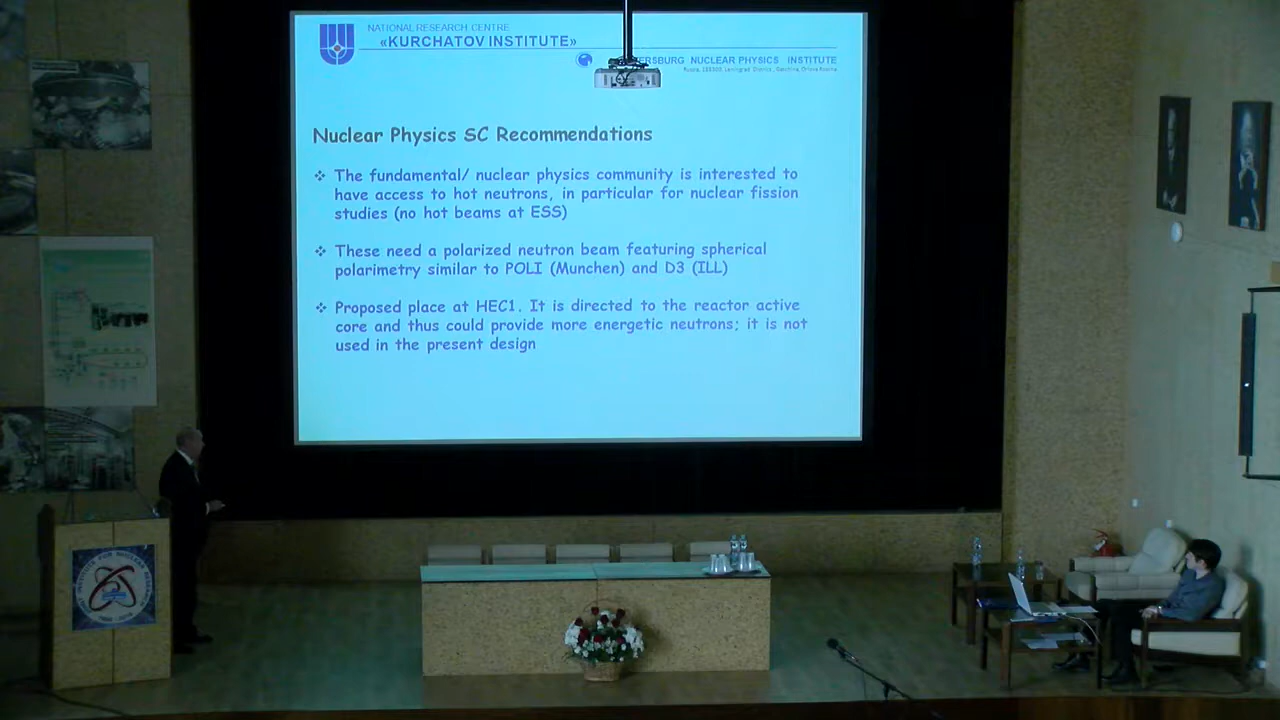 NATIONAL RESEARCH CENTRE
«KURCHATOV INSTITUTE»
NUCLEAR PHYSICS INSTITUTE
Nuclear Physics SC Recommendations
❖ The fundamental/ nuclear physics community is interested to
have access to hot neutrons, in particular for nuclear fission
studies (no hot beams at ESS)
❖ These need a polarized neutron beam featuring spherical
polarimetry similar to POLI (Munchen) and D3 (ILL)
❖ Proposed place at HEC1. It is directed to the reactor active
core and thus could provide more energetic neutrons; it is not
used in the present design